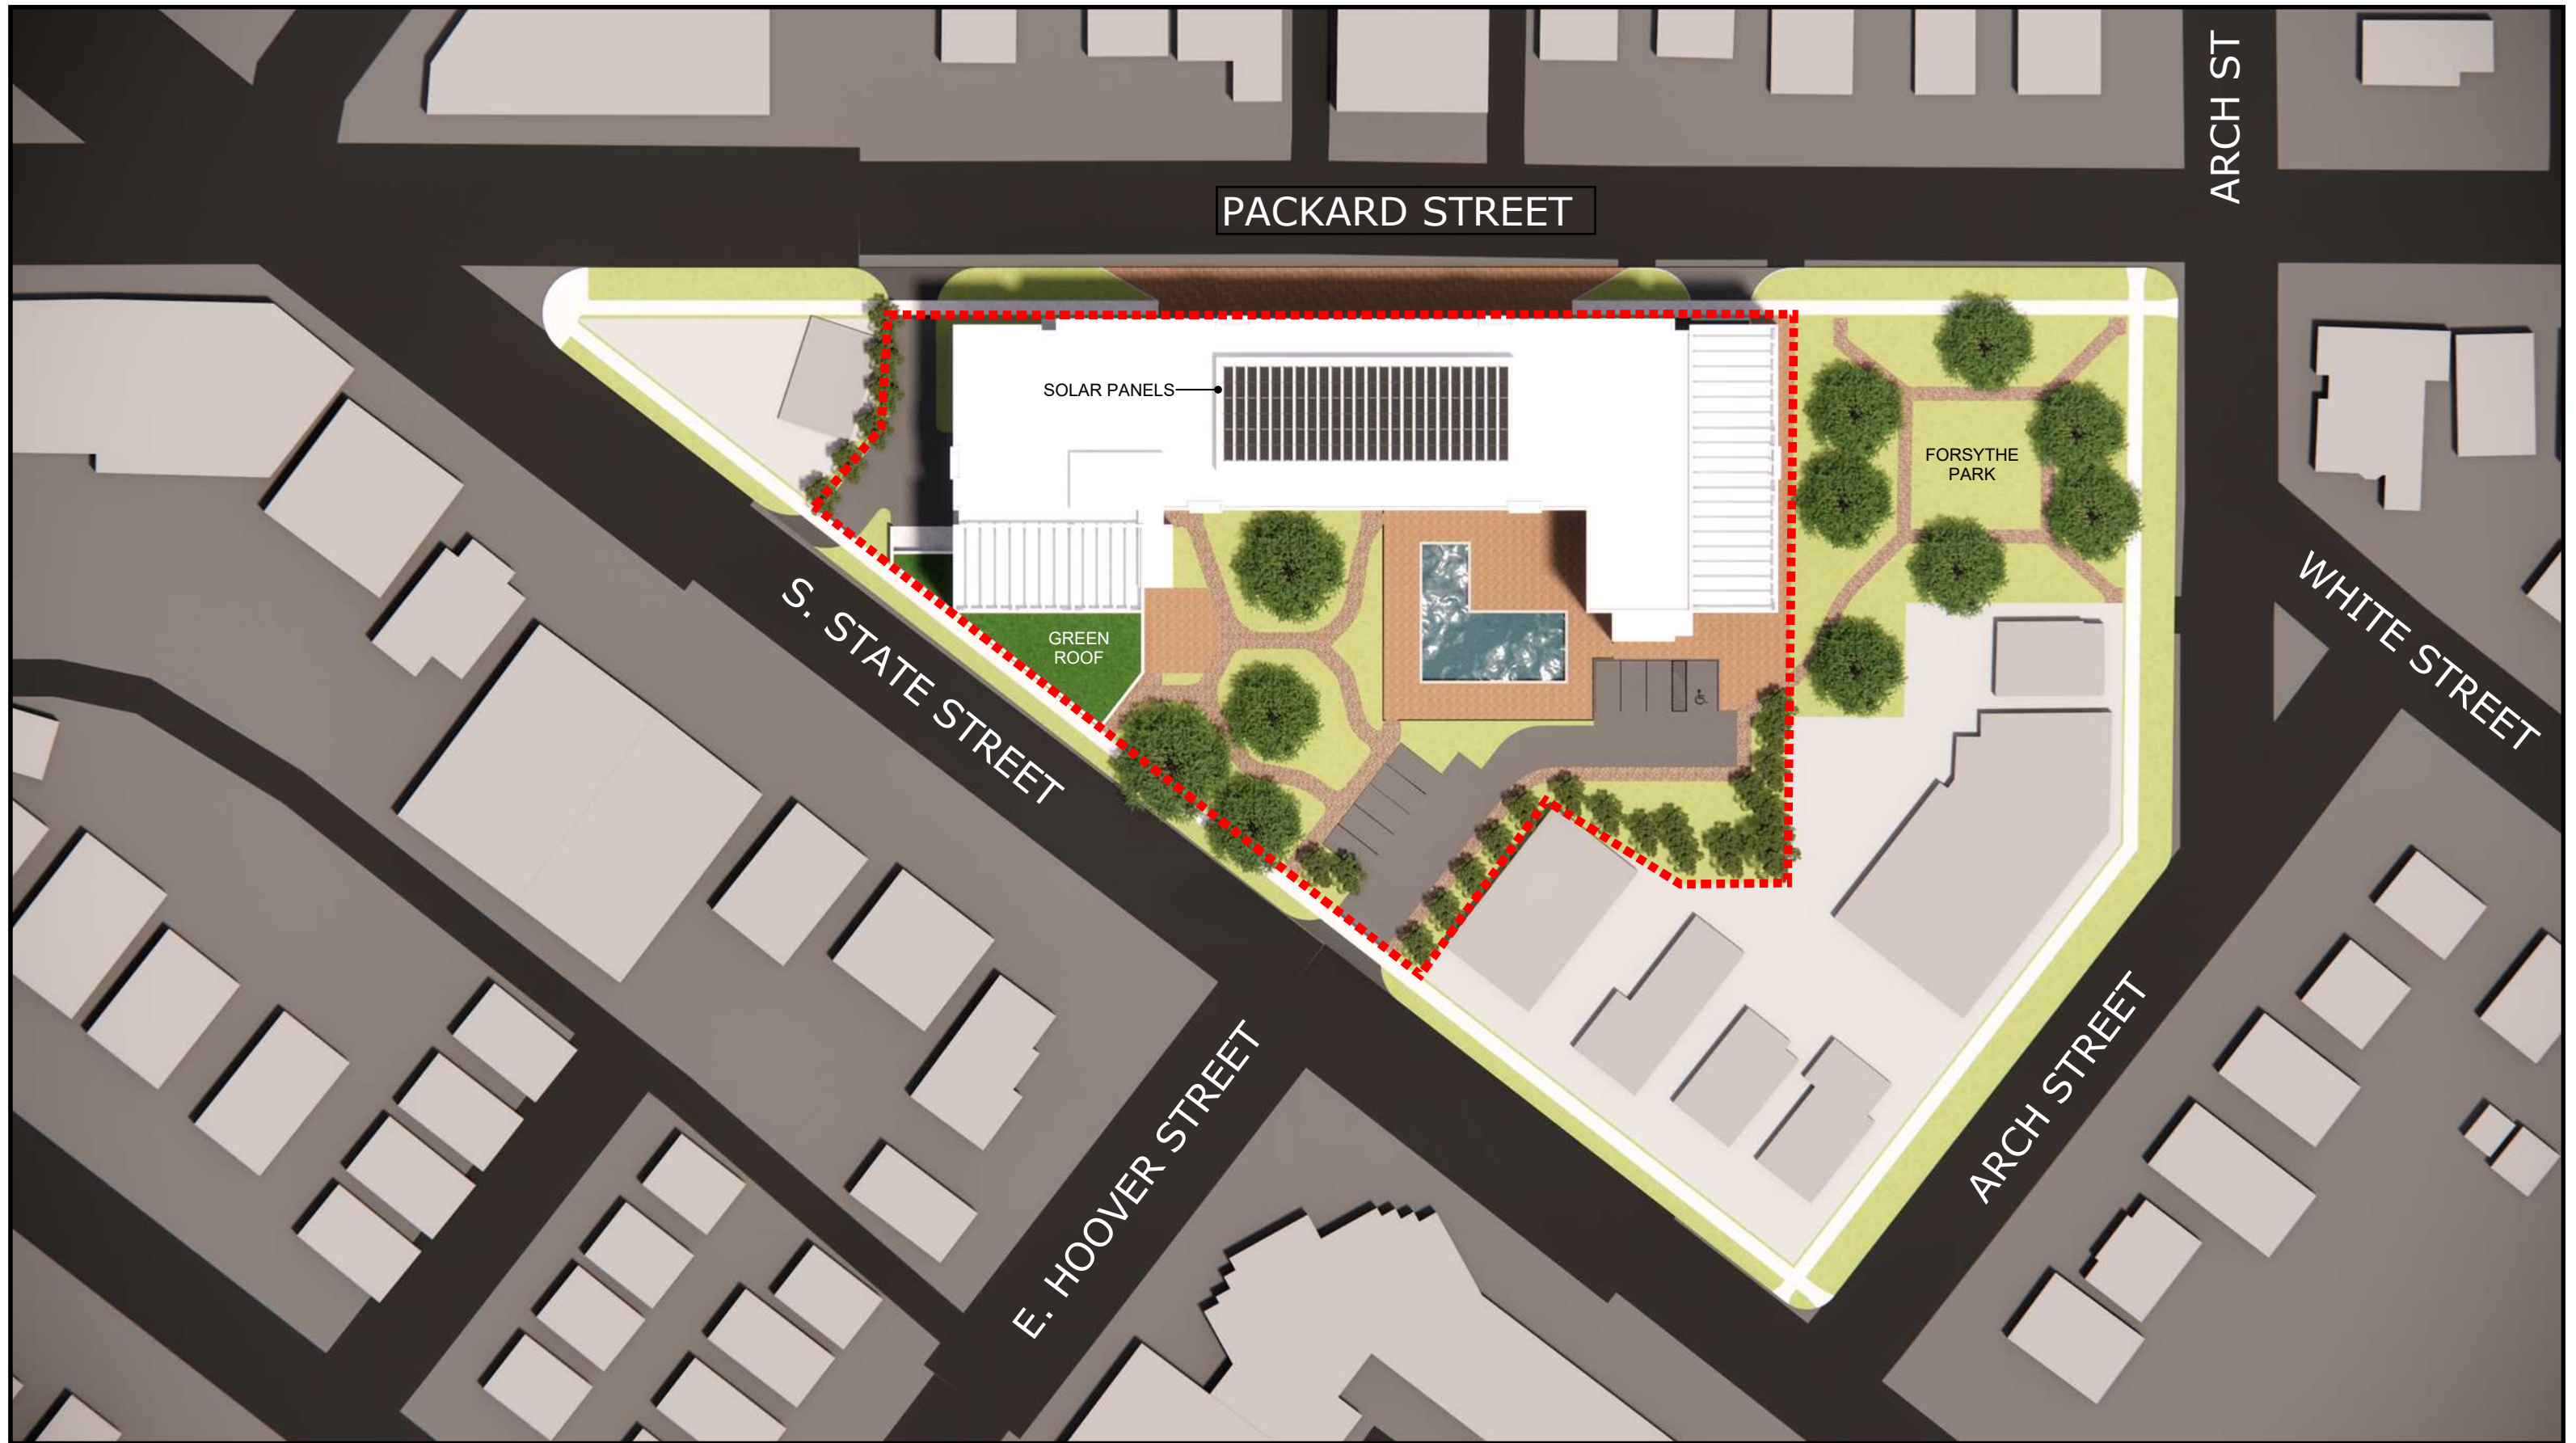 ARCH ST
PACKARD STREET
SOLAR PANELS
FORSYTHE
PARK
WHITE STREET
S. STATE STREET
GREEN
ROOF
E. HOOVER STREET
ARCH STREET